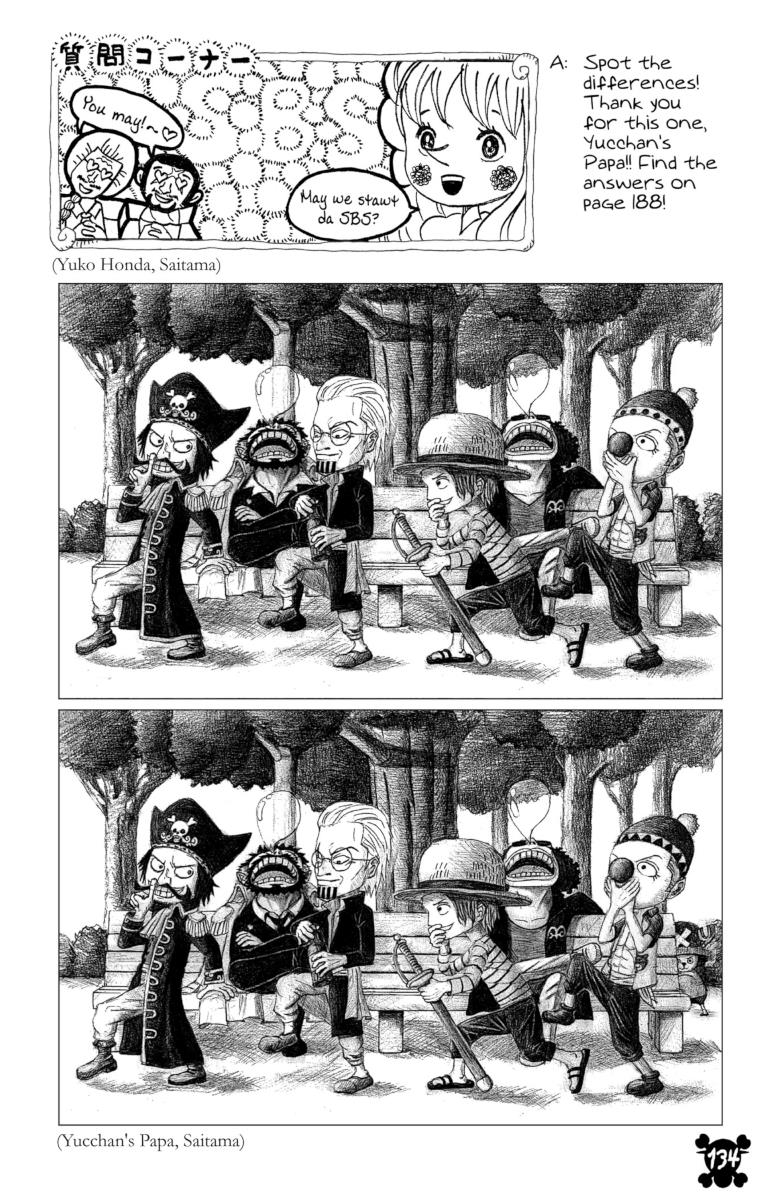 質問コーナー
SBS
You may!~♡
May we stawt
da SBS?
A: Spot the
differences!
Thank you
for this one,
Yucchan's
Papa!! Find the
answers on
page 188!
(Yuko Honda, Saitama)
(Yucchan's Papa, Saitama)
134